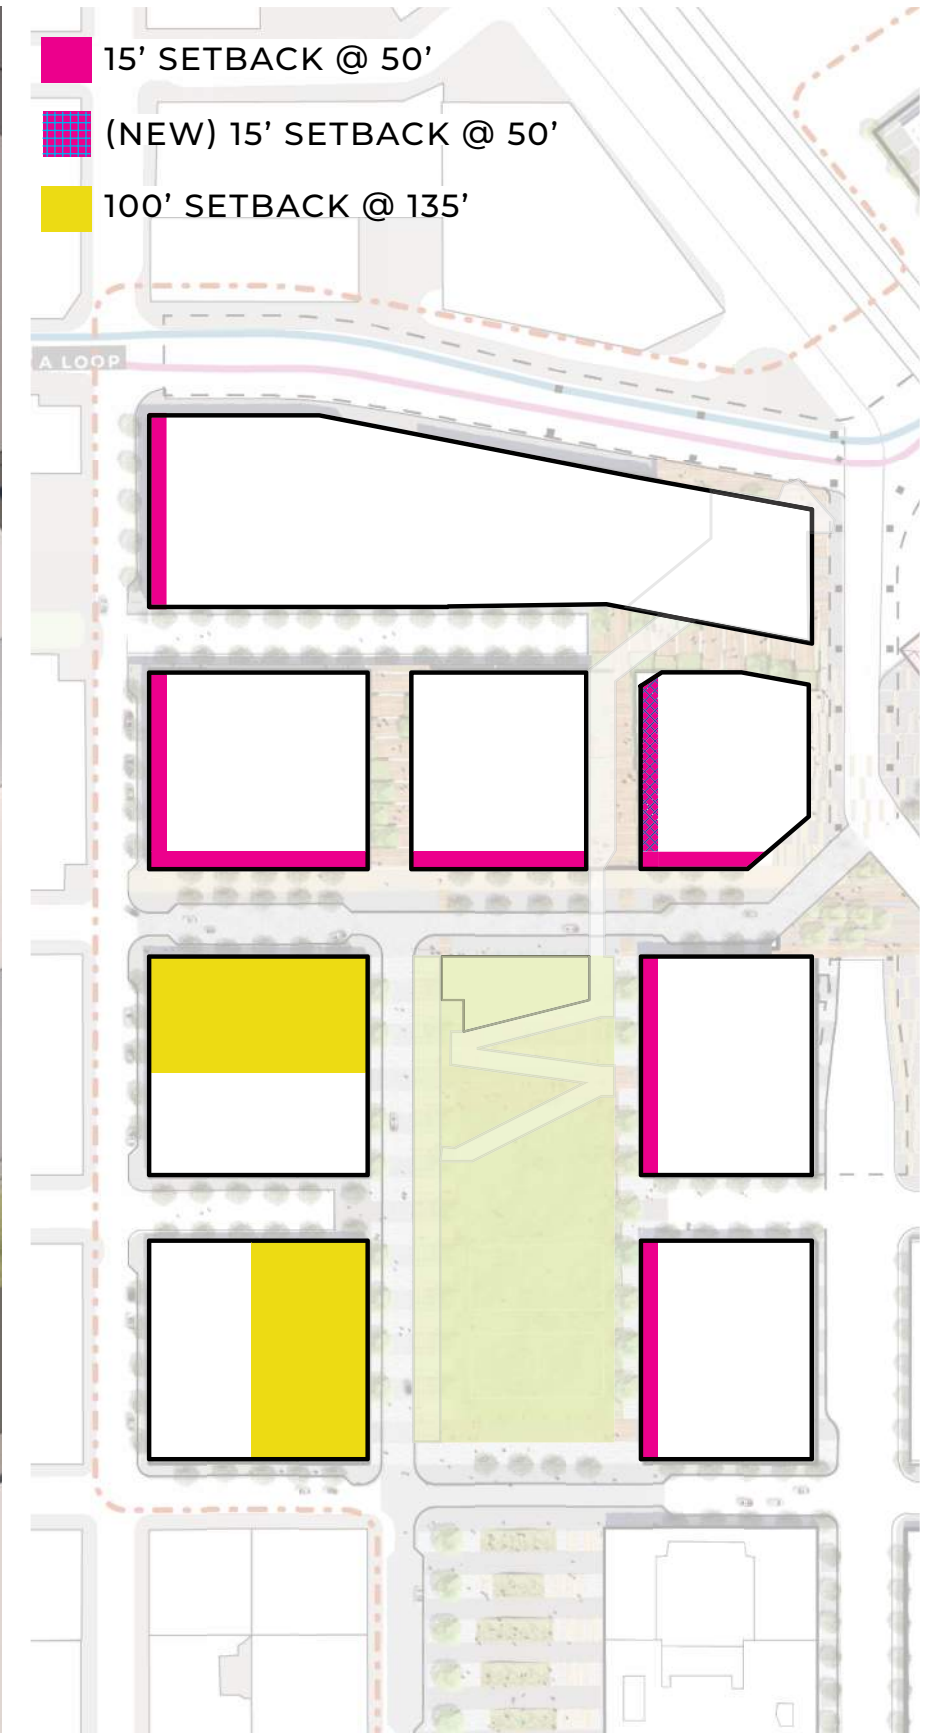 15’ SETBACK @ 50’
(NEW) 15’ SETBACK @ 50’
100’ SETBACK @ 135’
A LOOP